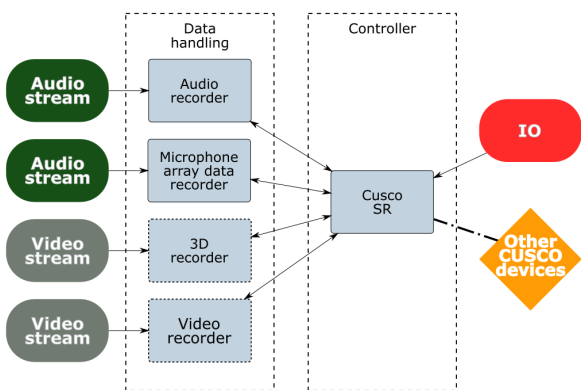 Data
handling
Controller
Audio
stream
Audio
recorder
IO
Audio
stream
Microphone
array data
recorder
Cusco
SR
Video
stream
3D
recorder
Other
CUSCO
devices
Video
stream
Video
recorder